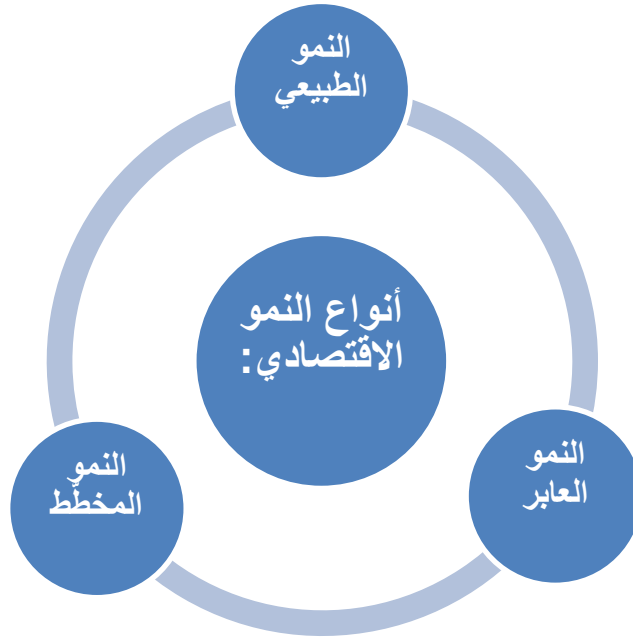 النمو
الطبيعي
أنواع النمو
الاقتصادي:
النمو
العابر
النمو
المخطّط